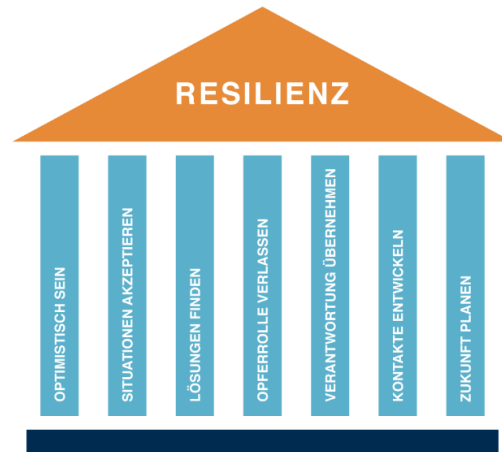 RESILIENZ
OPTIMISTISCH SEIN
SITUATIONEN AKZEPTIEREN
LÖSUNGEN FINDEN
OPFERROLLE VERLASSEN
VERANTWORTUNG ÜBERNEHMEN
KONTAKTE ENTWICKELN
ZUKUNFT PLANEN